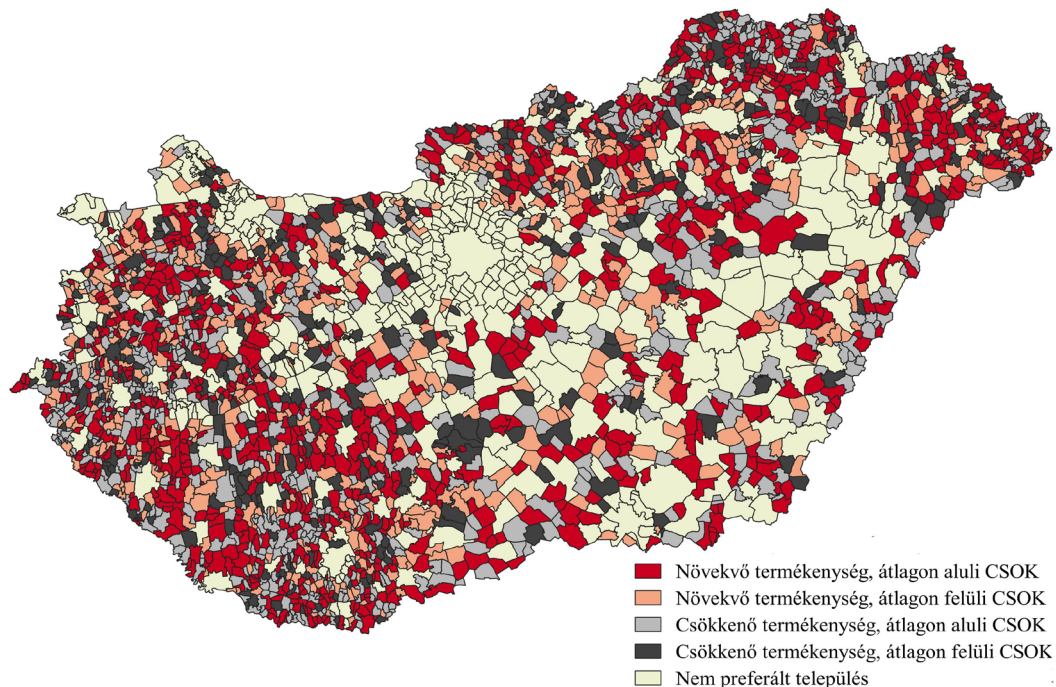 Növekvő termékenység, átlagon aluli CSOK
Növekvő termékenység, átlagon felüli CSOK
Csökkenő termékenység, átlagon aluli CSOK
Csökkenő termékenység, átlagon felüli CSOK
Nem preferált település